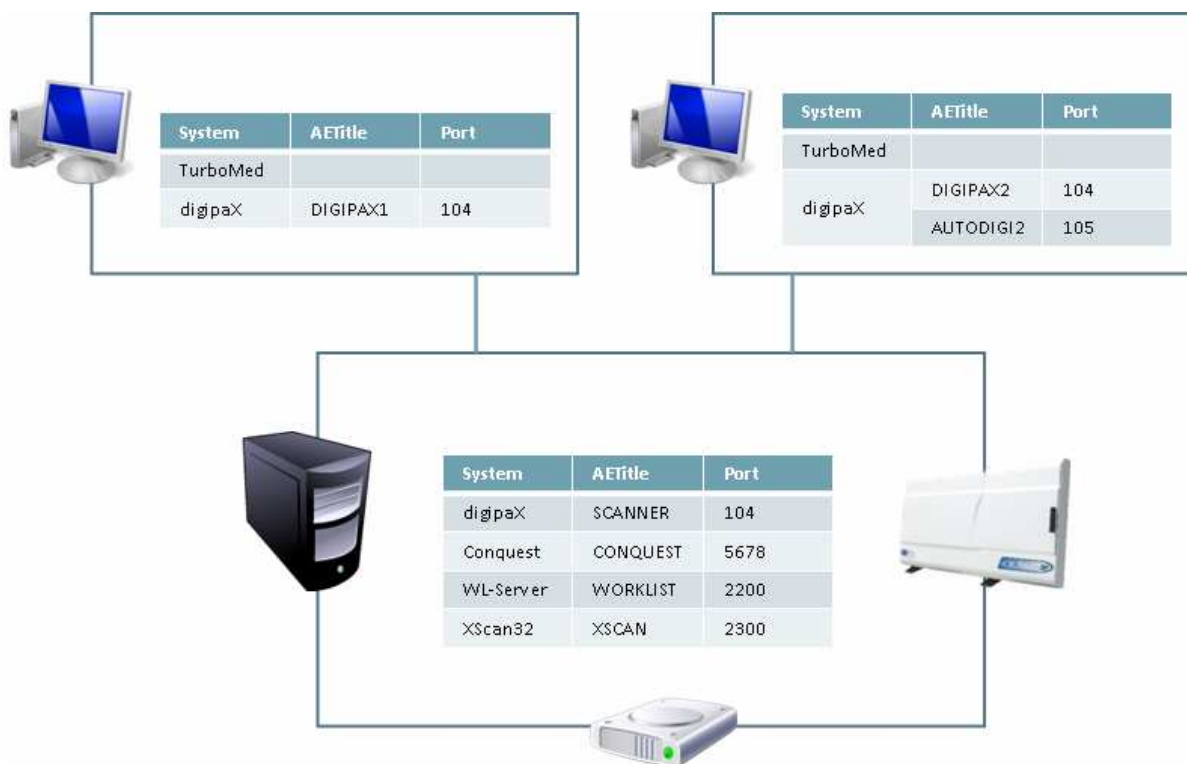 System AETitle Port
TurboMed
digipaX DIGIPAX1 104
System AETitle Port
TurboMed
digipaX DIGIPAX2 104
AUTODIGI2 105
System AETitle Port
digipaX SCANNER 104
Conquest CONQUEST 5678
WL-Server WORKLIST 2200
XScan32 XSCAN 2300